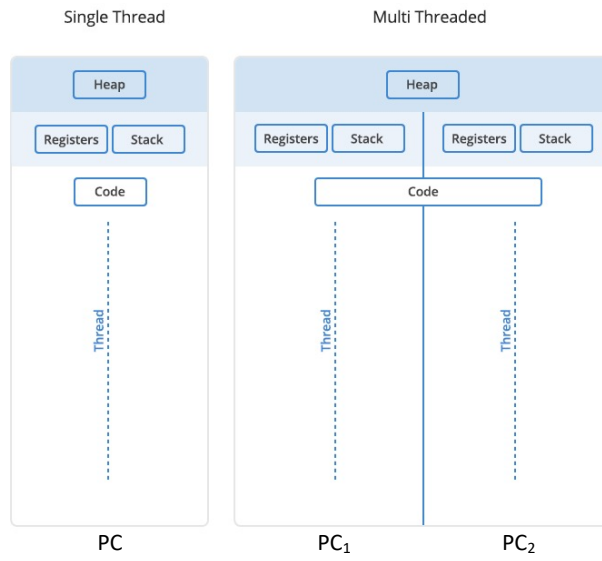 Single Thread
Multi Threaded
Heap
Heap
Registers Stack
Registers Stack
Registers Stack
Code
Code
Thread
Thread
Thread
PC
PC₁
PC₂